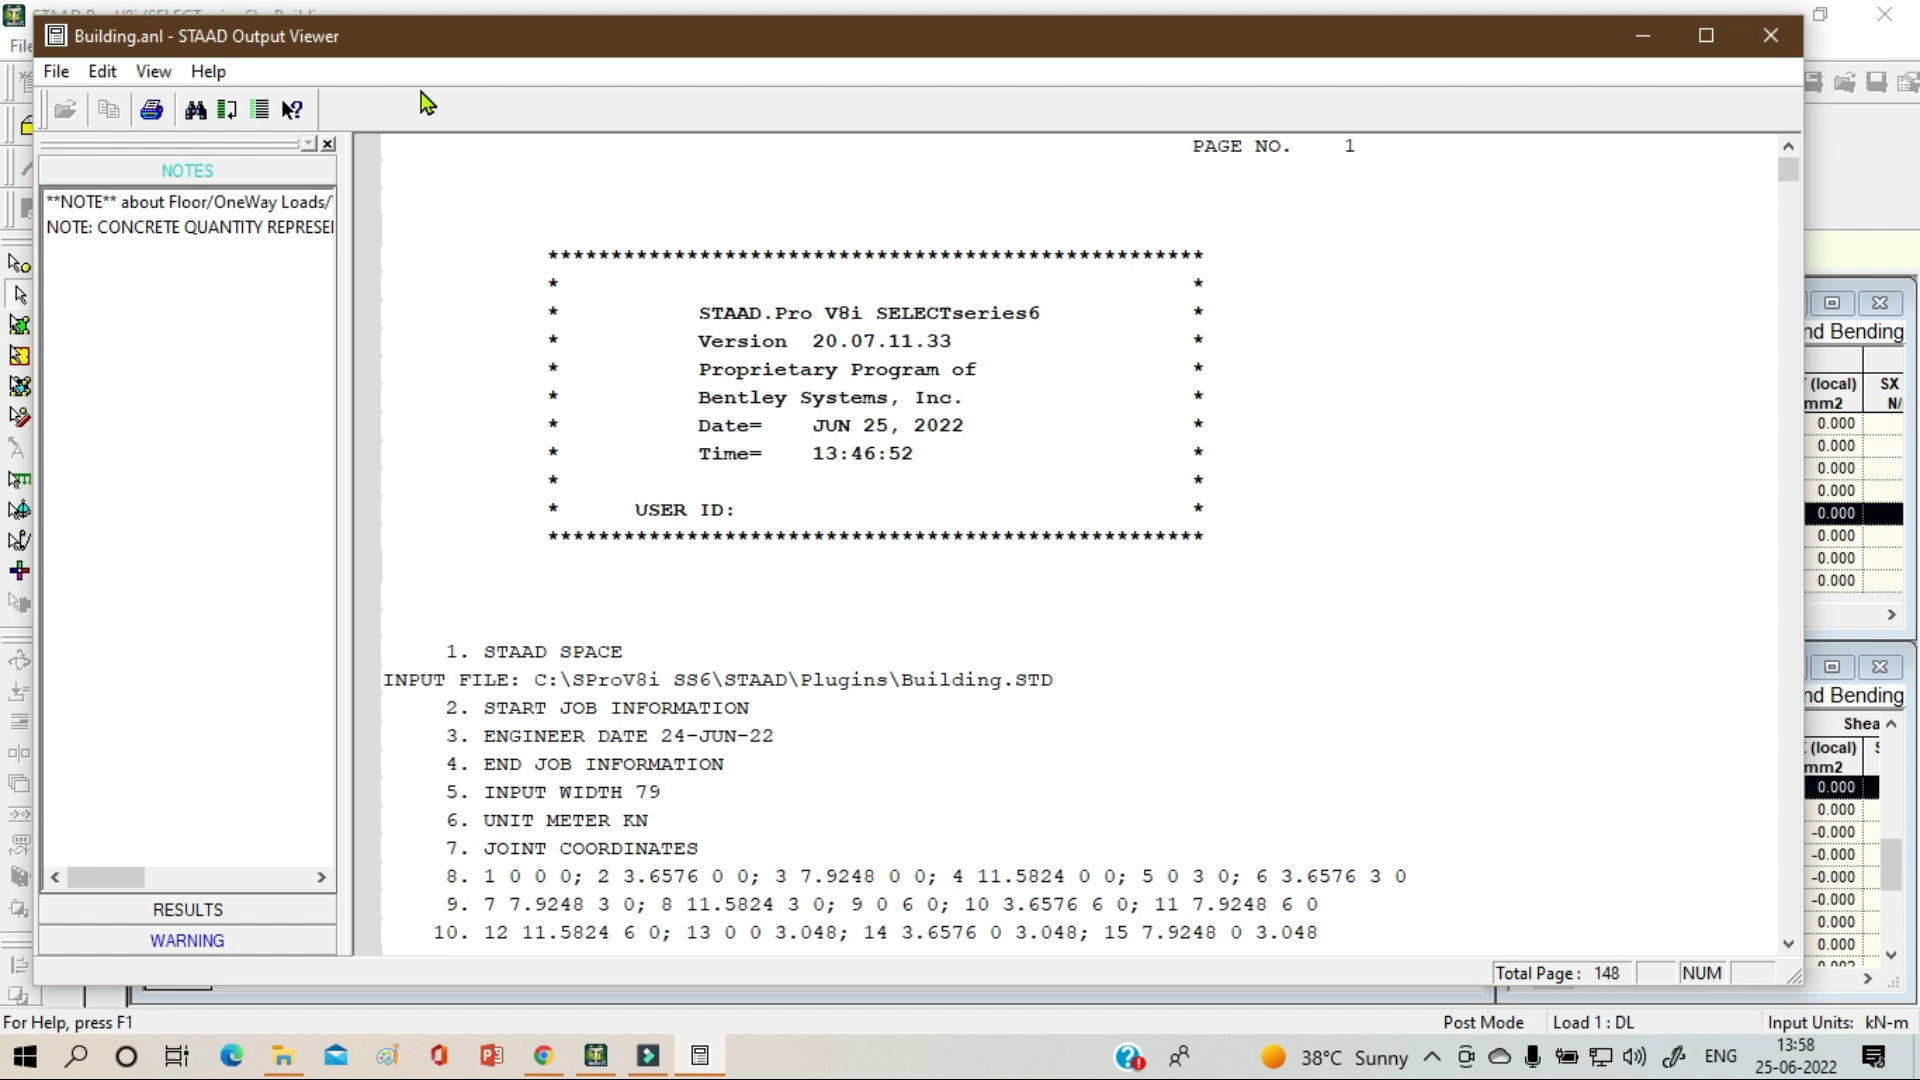 Building.anl - STAAD Output Viewer
File Edit View Help
NOTES
**NOTE** about Floor/OneWay Loads/
NOTE: CONCRETE QUANTITY REPRESE
RESULTS
WARNING
PAGE NO. 1
****************************************************
* *
* STAAD.Pro V8i SELECTseries6 *
* Version 20.07.11.33 *
* Proprietary Program of *
* Bentley Systems, Inc. *
* Date= JUN 25, 2022 *
* Time= 13:46:52 *
* *
* USER ID: *
****************************************************
1. STAAD SPACE
INPUT FILE: C:\SProV8i SS6\STAAD\Plugins\Building.STD
2. START JOB INFORMATION
3. ENGINEER DATE 24-JUN-22
4. END JOB INFORMATION
5. INPUT WIDTH 79
6. UNIT METER KN
7. JOINT COORDINATES
8. 1 0 0 0; 2 3.6576 0 0; 3 7.9248 0 0; 4 11.5824 0 0; 5 0 3 0; 6 3.6576 3 0
9. 7 7.9248 3 0; 8 11.5824 3 0; 9 0 6 0; 10 3.6576 6 0; 11 7.9248 6 0
10. 12 11.5824 6 0; 13 0 0 3.048; 14 3.6576 0 3.048; 15 7.9248 0 3.048
Total Page: 148 NUM
nd Bending
(local) SX
mm2 N/
0.000
0.000
0.000
0.000
0.000
0.000
0.000
0.000
nd Bending
Shea
(local)
mm2
0.000
0.000
-0.000
-0.000
-0.000
-0.000
0.000
0.000
For Help, press F1
Post Mode Load 1 : DL Input Units: kN-m
38°C Sunny ENG
13:58
25-06-2022